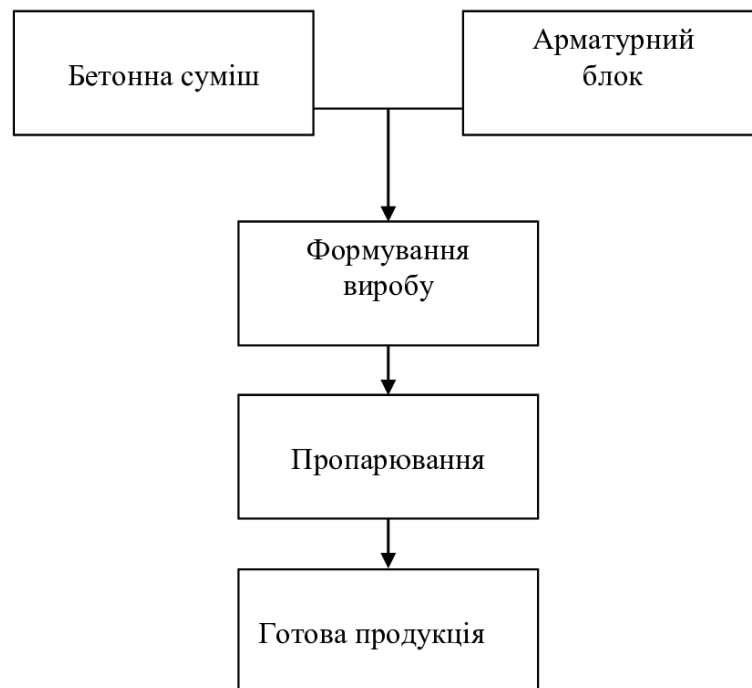 Бетонна суміш
Арматурний
блок
Формування
виробу
Пропарювання
Готова продукція